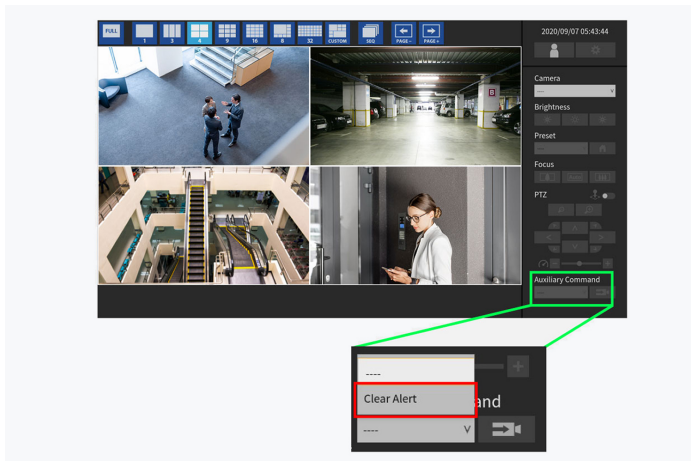 FULL
1
3
4
9
16
8
32
CUSTOM
SEQ
PAGE-
PAGE+
2020/09/07 05:43:44
Camera
----
Brightness
Preset
Focus
PTZ
Auxiliary Command
B
----
Clear Alert
and
----